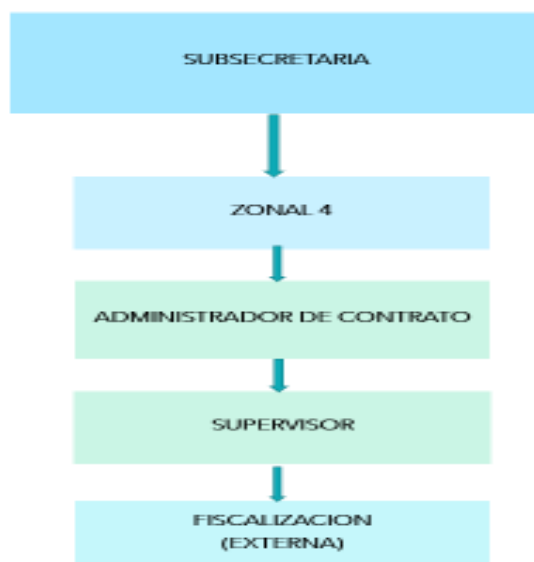 SUBSECRETARIA
ZONAL 4
ADMINISTRADOR DE CONTRATO
SUPERVISOR
FISCALIZACION
(EXTERNA)